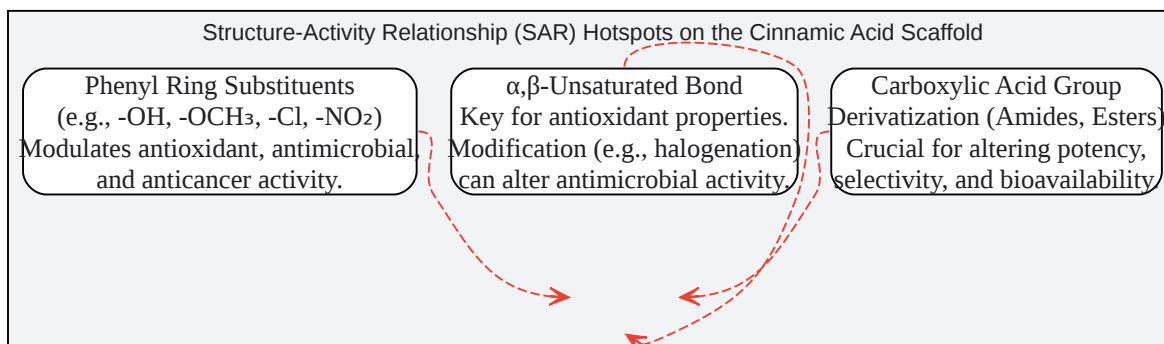 Structure-Activity Relationship (SAR) Hotspots on the Cinnamic Acid Scaffold
Phenyl Ring Substituents
(e.g., -OH, -OCH₃, -Cl, -NO₂)
Modulates antioxidant, antimicrobial,
and anticancer activity.
α,β-Unsaturated Bond
Key for antioxidant properties.
Modification (e.g., halogenation)
can alter antimicrobial activity.
Carboxylic Acid Group
Derivatization (Amides, Esters)
Crucial for altering potency,
selectivity, and bioavailability.